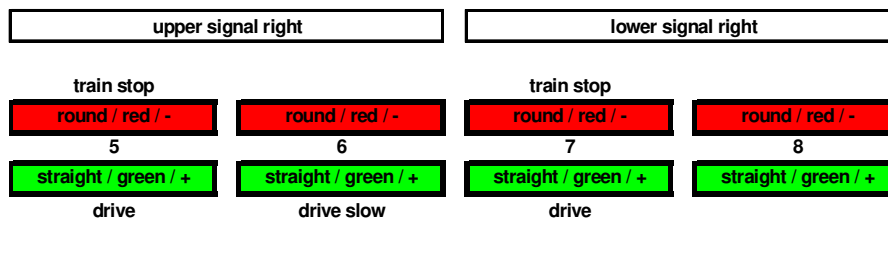 upper signal right lower signal right
train stop train stop
round / red / - round / red / - round / red / - round / red / -
5 6 7 8
straight / green / + straight / green / + straight / green / + straight / green / +
drive drive slow drive